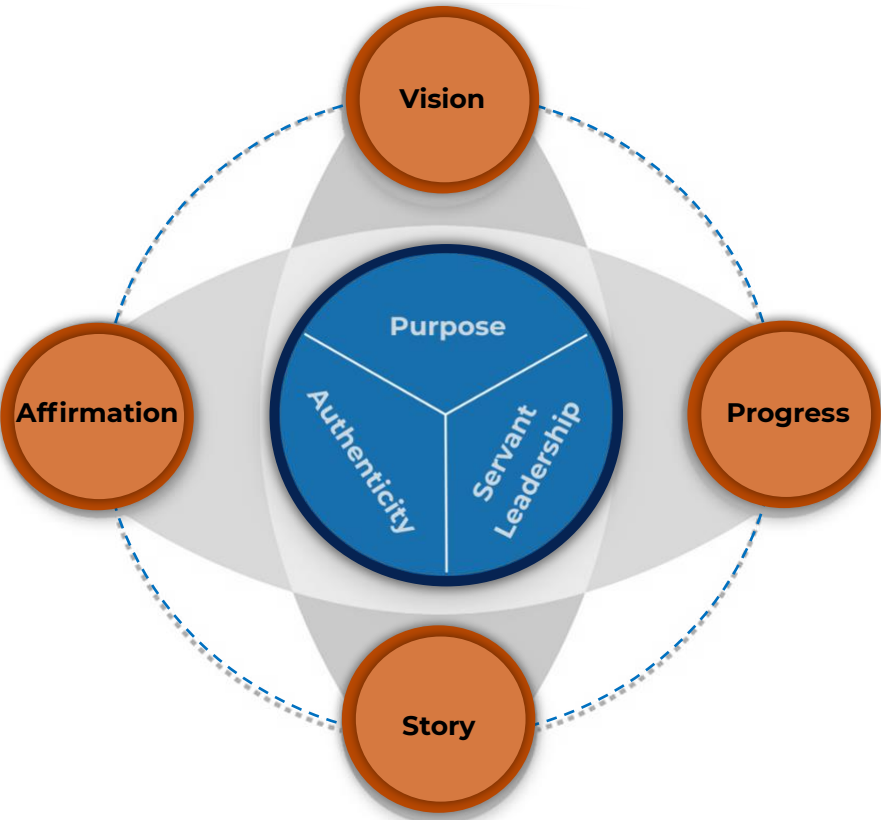 Vision
Purpose
Affirmation
Authenticity
Servant
Leadership
Progress
Story